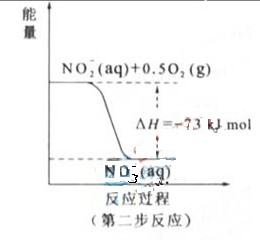 能量
NO₂⁻(aq)+0.5O₂(g)
ΔH=-73 kJ mol
NO₃⁻(aq)
反应过程
(第二步反应)